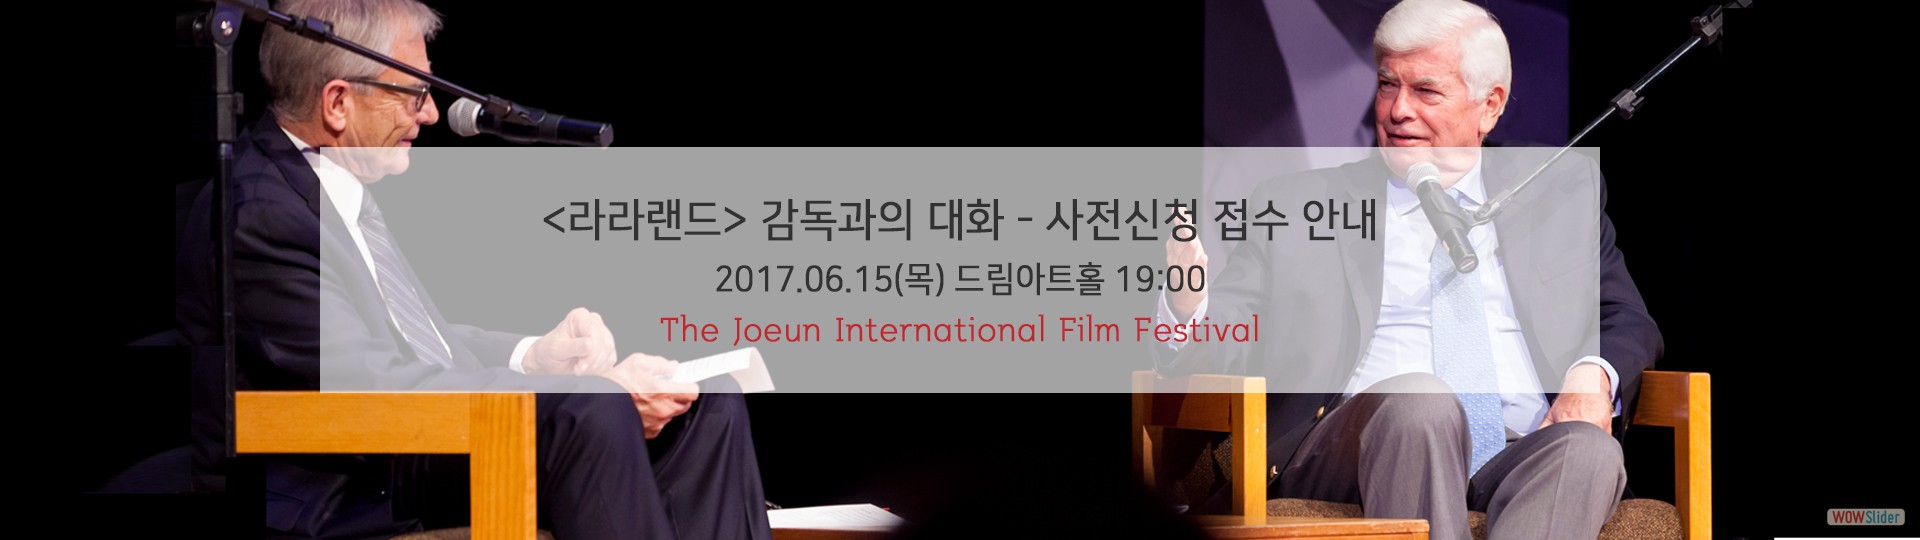 <라라랜드> 감독과의 대화 - 사전신청 접수 안내
2017.06.15(목) 드림아트홀 19:00
The Joeun International Film Festival
WOWSlider